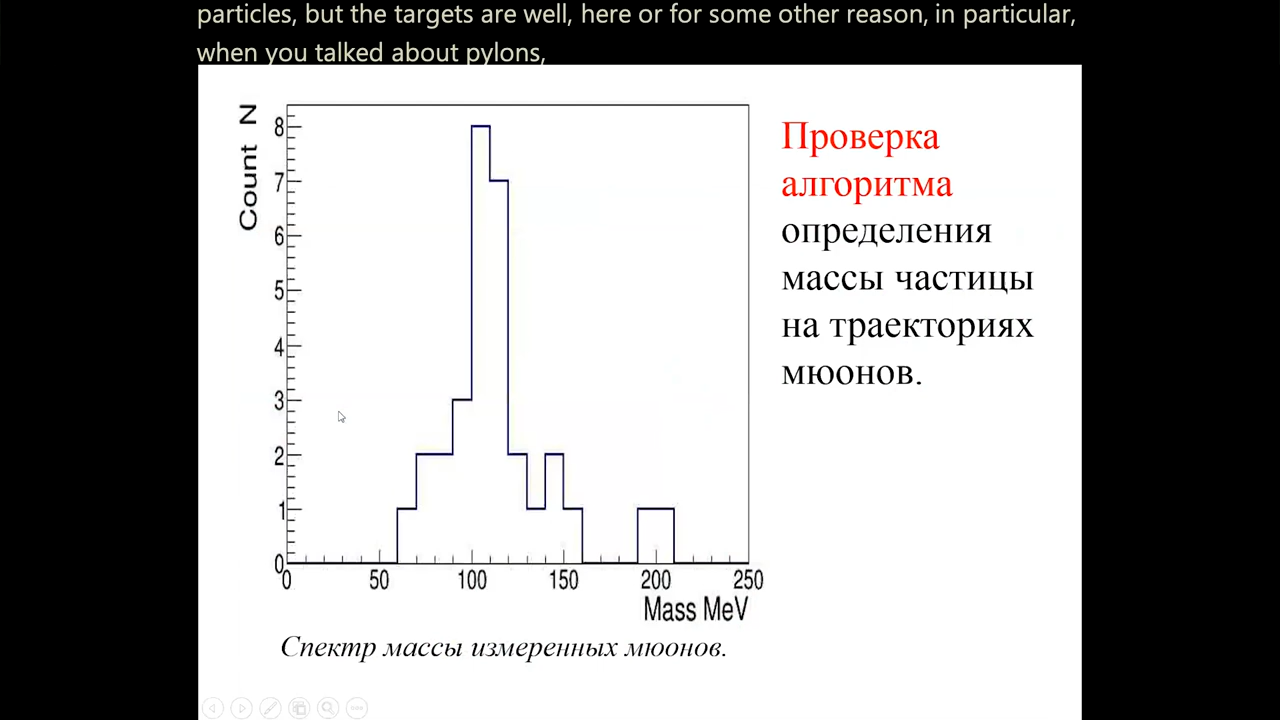 particles, but the targets are well, here or for some other reason, in particular,
when you talked about pylons,
Count N
8
7
6
5
4
3
2
1
0
0 50 100 150 200 250
Mass MeV
Спектр массы измеренных мюонов.
Проверка
алгоритма
определения
массы частицы
на траекториях
мюонов.